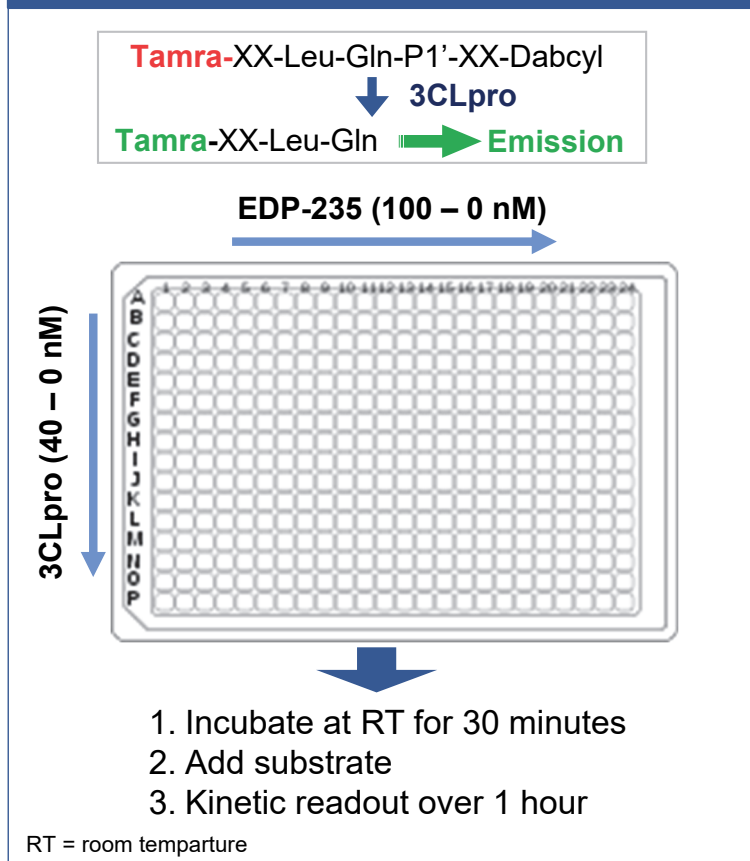 Tamra-XX-Leu-Gln-P1’-XX-Dabcyl
3CLpro
Tamra-XX-Leu-Gln Emission
EDP-235 (100 – 0 nM)
3CLpro (40 – 0 nM)
1 2 3 4 5 6 7 8 9 10 11 12 13 14 15 16 17 18 19 20 21 22 23 24
A
B
C
D
E
F
G
H
I
J
K
L
M
N
O
P
1. Incubate at RT for 30 minutes
2. Add substrate
3. Kinetic readout over 1 hour
RT = room temparture